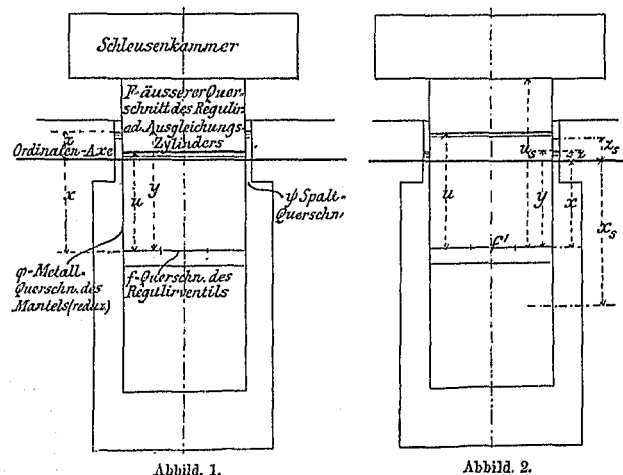 Schleusenkammer
F-äusserer Quer-
schnitt des Regulir-
ad Ausgleichungs-
Zylinders
Ordinaten-Axe
z
x
u
y
ψ Spalt-
Querschn.
φ-Metall-
Querschn. des
Mantels (reduz.)
f-Querschn. des
Regulirventils
Abbild. 1.
u
u_s
y
z
z_s
x
x_s
f'
Abbild. 2.